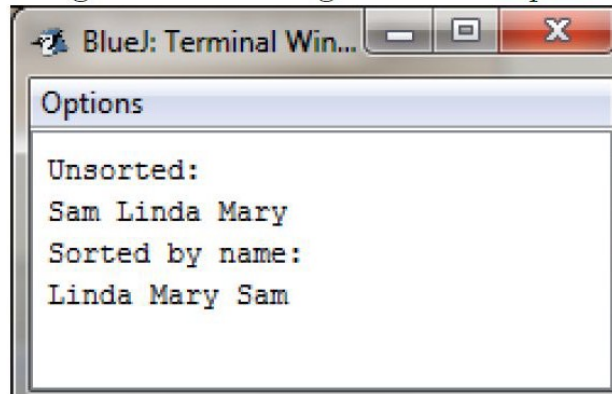 BlueJ: Terminal Win...
Options
Unsorted:
Sam Linda Mary
Sorted by name:
Linda Mary Sam